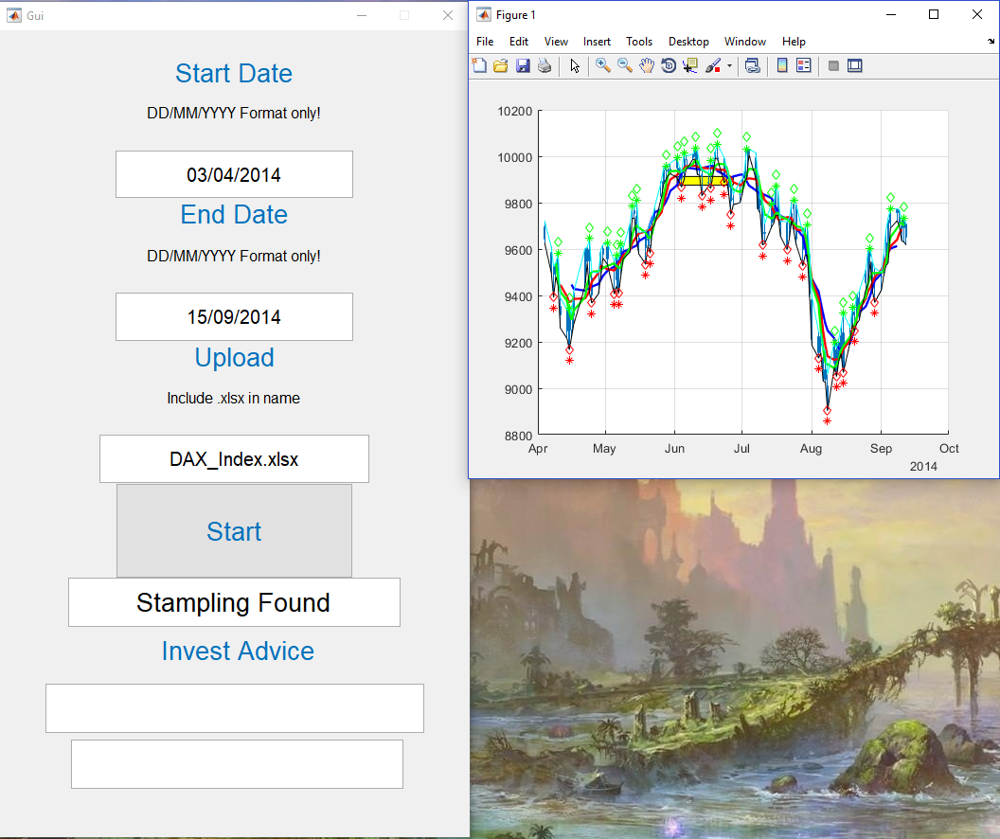 Gui
Start Date
DD/MM/YYYY Format only!
03/04/2014
End Date
DD/MM/YYYY Format only!
15/09/2014
Upload
Include .xlsx in name
DAX_Index.xlsx
Start
Stampling Found
Invest Advice
Figure 1
File Edit View Insert Tools Desktop Window Help
10200
10000
9800
9600
9400
9200
9000
8800
Apr May Jun Jul Aug Sep Oct
2014